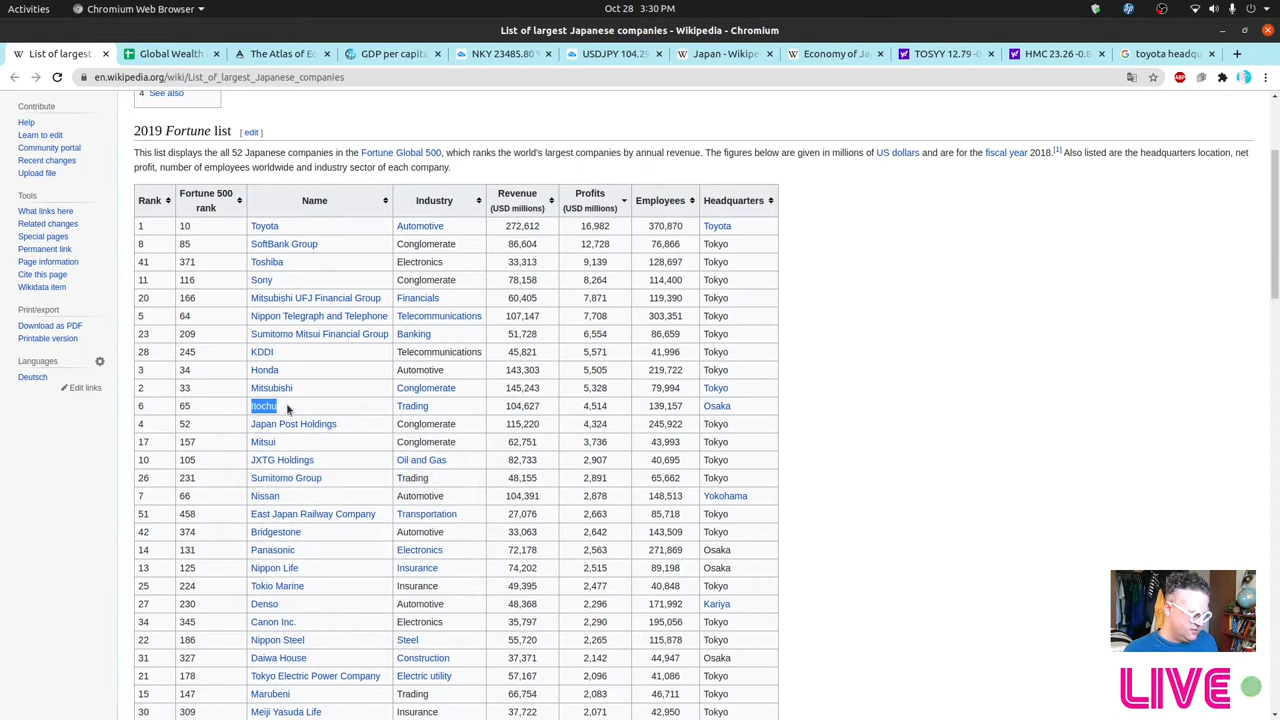 Activities Chromium Web Browser Oct 28 3:30 PM
List of largest Japanese companies - Wikipedia - Chromium
List of largest Global Wealth The Atlas of Ec GDP per capita NKY 23485.80 USDJPY 104.29 Japan - Wikipe Economy of Ja TOSYY 12.79 -0 HMC 23.26 -0.8 toyota headqu
en.wikipedia.org/wiki/List_of_largest_Japanese_companies ABP
Contribute
Help
Learn to edit
Community portal
Recent changes
Upload file
Tools
What links here
Related changes
Special pages
Permanent link
Page information
Cite this page
Wikidata item
Print/export
Download as PDF
Printable version
Languages
Deutsch
Edit links
4 See also
2019 Fortune list [ edit ]
This list displays the all 52 Japanese companies in the Fortune Global 500, which ranks the world's largest companies by annual revenue. The figures below are given in millions of US dollars and are for the fiscal year 2018.[1] Also listed are the headquarters location, net
profit, number of employees worldwide and industry sector of each company.
Rank Fortune 500 rank Name Industry Revenue (USD millions) Profits (USD millions) Employees Headquarters
1 10 Toyota Automotive 272,612 16,982 370,870 Toyota
8 85 SoftBank Group Conglomerate 86,604 12,728 76,866 Tokyo
41 371 Toshiba Electronics 33,313 9,139 128,697 Tokyo
11 116 Sony Conglomerate 78,158 8,264 114,400 Tokyo
20 166 Mitsubishi UFJ Financial Group Financials 60,405 7,871 119,390 Tokyo
5 64 Nippon Telegraph and Telephone Telecommunications 107,147 7,708 303,351 Tokyo
23 209 Sumitomo Mitsui Financial Group Banking 51,728 6,554 86,659 Tokyo
28 245 KDDI Telecommunications 45,821 5,571 41,996 Tokyo
3 34 Honda Automotive 143,303 5,505 219,722 Tokyo
2 33 Mitsubishi Conglomerate 145,243 5,328 79,994 Tokyo
6 65 Itochu Trading 104,627 4,514 139,157 Osaka
4 52 Japan Post Holdings Conglomerate 115,220 4,324 245,922 Tokyo
17 157 Mitsui Conglomerate 62,751 3,736 43,993 Tokyo
10 105 JXTG Holdings Oil and Gas 82,733 2,907 40,695 Tokyo
26 231 Sumitomo Group Trading 48,155 2,891 65,662 Tokyo
7 66 Nissan Automotive 104,391 2,878 148,513 Yokohama
51 458 East Japan Railway Company Transportation 27,076 2,663 85,718 Tokyo
42 374 Bridgestone Automotive 33,063 2,642 143,509 Tokyo
14 131 Panasonic Electronics 72,178 2,563 271,869 Osaka
13 125 Nippon Life Insurance 74,202 2,515 89,198 Osaka
25 224 Tokio Marine Insurance 49,395 2,477 40,848 Tokyo
27 230 Denso Automotive 48,368 2,296 171,992 Kariya
34 345 Canon Inc. Electronics 35,797 2,289 195,056 Tokyo
22 186 Nippon Steel Steel 55,720 2,265 115,878 Tokyo
31 327 Daiwa House Construction 37,371 2,142 44,947 Osaka
21 178 Tokyo Electric Power Company Electric utility 57,167 2,096 41,086 Tokyo
15 147 Marubeni Trading 66,754 2,083 46,711 Tokyo
30 309 Meiji Yasuda Life Insurance 37,722 2,071 42,950 Tokyo
LIVE